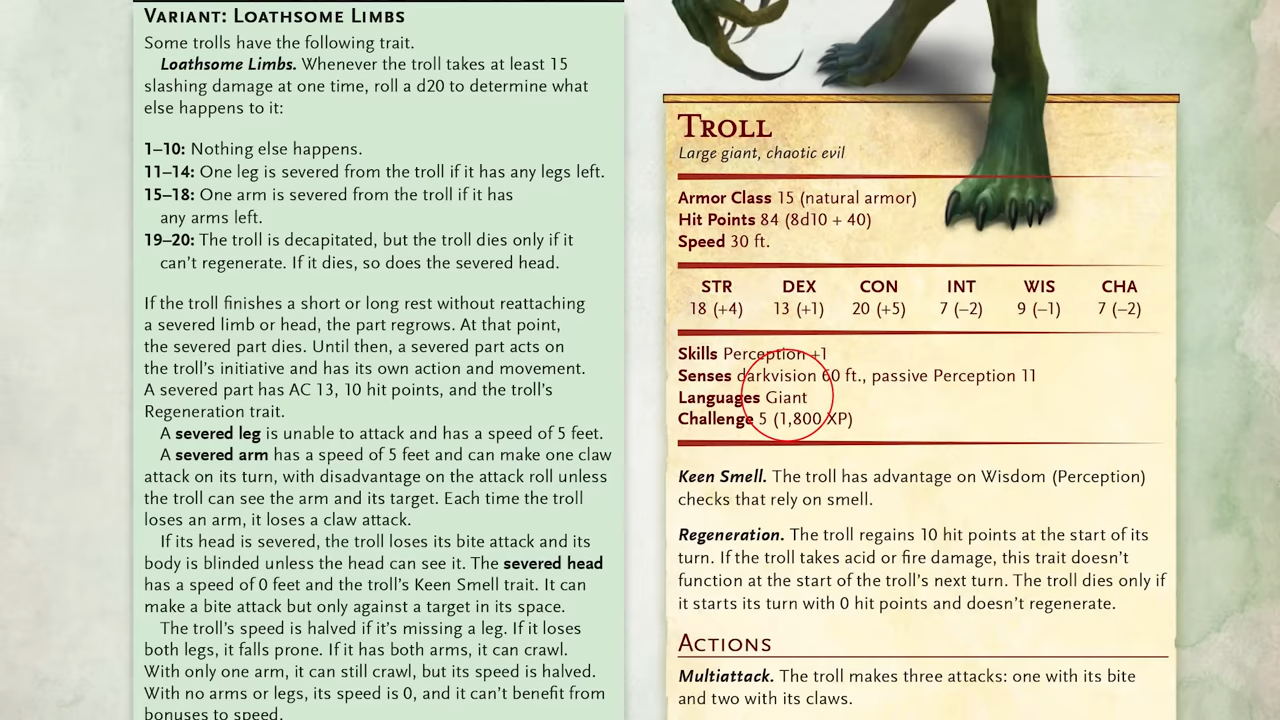 VARIANT: LOATHSOME LIMBS
Some trolls have the following trait.
Loathsome Limbs. Whenever the troll takes at least 15
slashing damage at one time, roll a d20 to determine what
else happens to it:
1–10: Nothing else happens.
11–14: One leg is severed from the troll if it has any legs left.
15–18: One arm is severed from the troll if it has
any arms left.
19–20: The troll is decapitated, but the troll dies only if it
can't regenerate. If it dies, so does the severed head.
If the troll finishes a short or long rest without reattaching
a severed limb or head, the part regrows. At that point,
the severed part dies. Until then, a severed part acts on
the troll's initiative and has its own action and movement.
A severed part has AC 13, 10 hit points, and the troll's
Regeneration trait.
A severed leg is unable to attack and has a speed of 5 feet.
A severed arm has a speed of 5 feet and can make one claw
attack on its turn, with disadvantage on the attack roll unless
the troll can see the arm and its target. Each time the troll
loses an arm, it loses a claw attack.
If its head is severed, the troll loses its bite attack and its
body is blinded unless the head can see it. The severed head
has a speed of 0 feet and the troll's Keen Smell trait. It can
make a bite attack but only against a target in its space.
The troll's speed is halved if it's missing a leg. If it loses
both legs, it falls prone. If it has both arms, it can crawl.
With only one arm, it can still crawl, but its speed is halved.
With no arms or legs, its speed is 0, and it can't benefit from
bonuses to speed.
TROLL
Large giant, chaotic evil
Armor Class 15 (natural armor)
Hit Points 84 (8d10 + 40)
Speed 30 ft.
STR DEX CON INT WIS CHA
18 (+4) 13 (+1) 20 (+5) 7 (−2) 9 (−1) 7 (−2)
Skills Perception +1
Senses darkvision 60 ft., passive Perception 11
Languages Giant
Challenge 5 (1,800 XP)
Keen Smell. The troll has advantage on Wisdom (Perception)
checks that rely on smell.
Regeneration. The troll regains 10 hit points at the start of its
turn. If the troll takes acid or fire damage, this trait doesn't
function at the start of the troll's next turn. The troll dies only if
it starts its turn with 0 hit points and doesn't regenerate.
ACTIONS
Multiattack. The troll makes three attacks: one with its bite
and two with its claws.